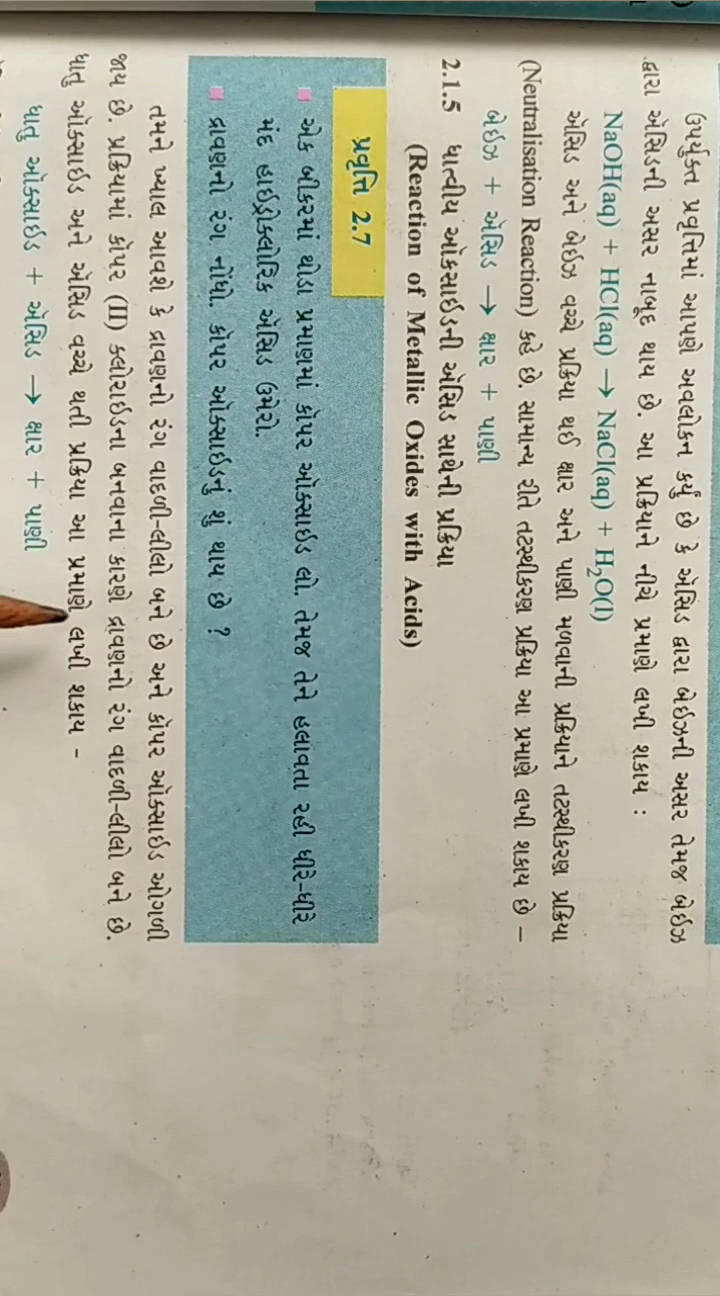 ઉપર્યુક્ત પ્રવૃત્તિમાં આપણે અવલોકન કર્યું છે કે ઍસિડ દ્વારા બેઇઝની અસર તેમજ બેઇઝ
દ્વારા ઍસિડની અસર નાબૂદ થાય છે. આ પ્રક્રિયાને નીચે પ્રમાણે લખી શકાય :
NaOH(aq) + HCl(aq) → NaCl(aq) + H₂O(l)
ઍસિડ અને બેઇઝ વચ્ચે પ્રક્રિયા થઈ ક્ષાર અને પાણી મળવાની પ્રક્રિયાને તટસ્થીકરણ પ્રક્રિયા
(Neutralisation Reaction) કહે છે. સામાન્ય રીતે તટસ્થીકરણ પ્રક્રિયા આ પ્રમાણે લખી શકાય છે –
બેઇઝ + ઍસિડ → ક્ષાર + પાણી
2.1.5 ધાત્વીય ઑક્સાઇડની ઍસિડ સાથેની પ્રક્રિયા
(Reaction of Metallic Oxides with Acids)
પ્રવૃત્તિ 2.7
એક બીકરમાં થોડા પ્રમાણમાં કૉપર ઑક્સાઇડ લો. તેમજ તેને હલાવતા રહી ધીરે-ધીરે
મંદ હાઇડ્રોક્લોરિક ઍસિડ ઉમેરો.
દ્રાવણનો રંગ નોંધો. કૉપર ઑક્સાઇડનું શું થાય છે ?
તમને ખ્યાલ આવશે કે દ્રાવણનો રંગ વાદળી-લીલો બને છે અને કૉપર ઑક્સાઇડ ઓગળી
જાય છે. પ્રક્રિયામાં કૉપર (II) ક્લોરાઇડના બનવાના કારણે દ્રાવણનો રંગ વાદળી-લીલો બને છે.
ધાતુ ઑક્સાઇડ અને ઍસિડ વચ્ચે થતી પ્રક્રિયા આ પ્રમાણે લખી શકાય –
ધાતુ ઑક્સાઇડ + ઍસિડ → ક્ષાર + પાણી